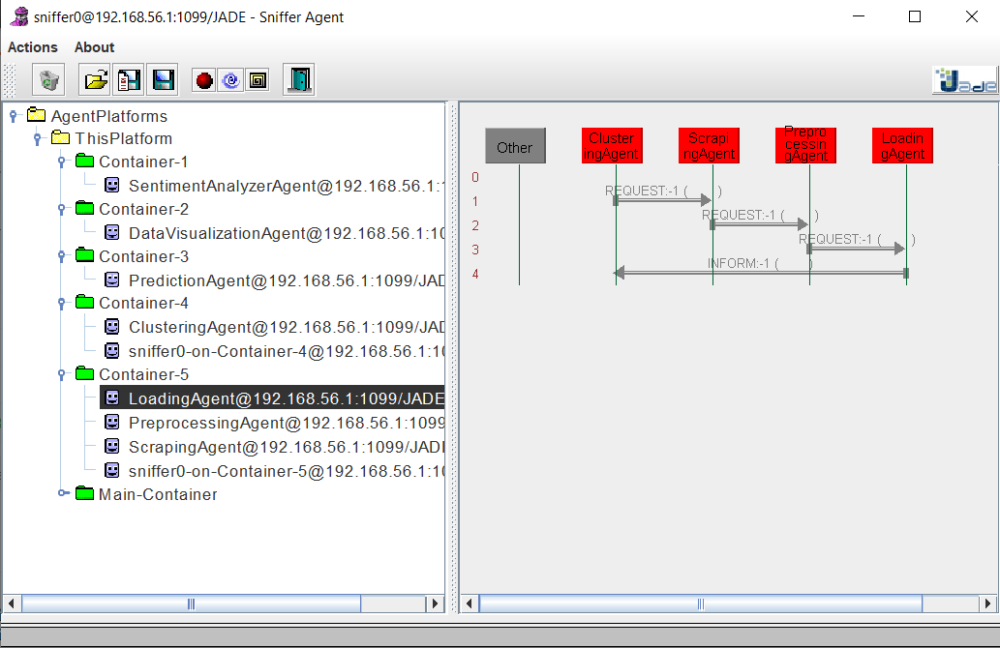 sniffer0@192.168.56.1:1099/JADE - Sniffer Agent
Actions About
Jade
AgentPlatforms
ThisPlatform
Container-1
SentimentAnalyzerAgent@192.168.56.1:1
Container-2
DataVisualizationAgent@192.168.56.1:10
Container-3
PredictionAgent@192.168.56.1:1099/JAD
Container-4
ClusteringAgent@192.168.56.1:1099/JAD
sniffer0-on-Container-4@192.168.56.1:10
Container-5
LoadingAgent@192.168.56.1:1099/JADE
PreprocessingAgent@192.168.56.1:1099
ScrapingAgent@192.168.56.1:1099/JADE
sniffer0-on-Container-5@192.168.56.1:10
Main-Container
Other
Cluster
ingAgent
Scrapi
ngAgent
Prepro
cessin
gAgent
Loadin
gAgent
0
REQUEST:-1 ( )
1
REQUEST:-1 ( )
2
REQUEST:-1 ( )
3
INFORM:-1 ( )
4